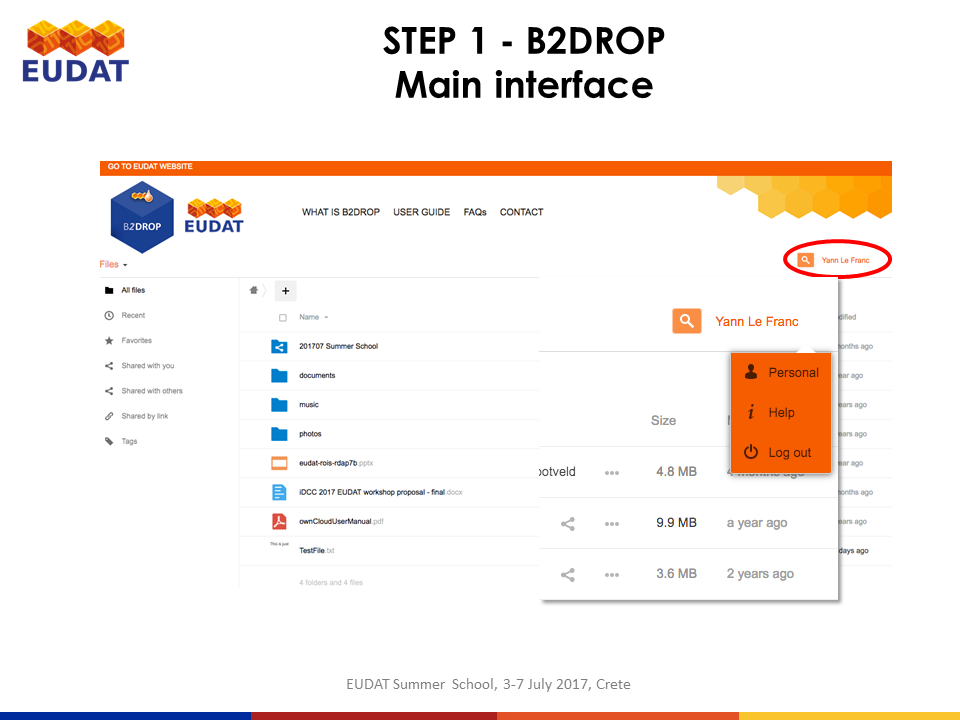 EUDAT
STEP 1 - B2DROP
Main interface
GO TO EUDAT WEBSITE
B2DROP
EUDAT
WHAT IS B2DROP USER GUIDE FAQs CONTACT
Files
Yann Le Franc
All files
Recent
Favorites
Shared with you
Shared with others
Shared by link
Tags
+
Name
201707 Summer School
documents
music
photos
eudat-rois-rdap7b.pptx
iDCC 2017 EUDAT workshop proposal - final.docx
ownCloudUserManual.pdf
This is just
TestFile.txt
4 folders and 4 files
Yann Le Franc
Personal
Help
Log out
Size
ootveld ... 4.8 MB 4 months ago
... 9.9 MB a year ago
... 3.6 MB 2 years ago
dified
onths ago
ear ago
ears ago
ears ago
ear ago
onths ago
ears ago
days ago
EUDAT Summer School, 3-7 July 2017, Crete